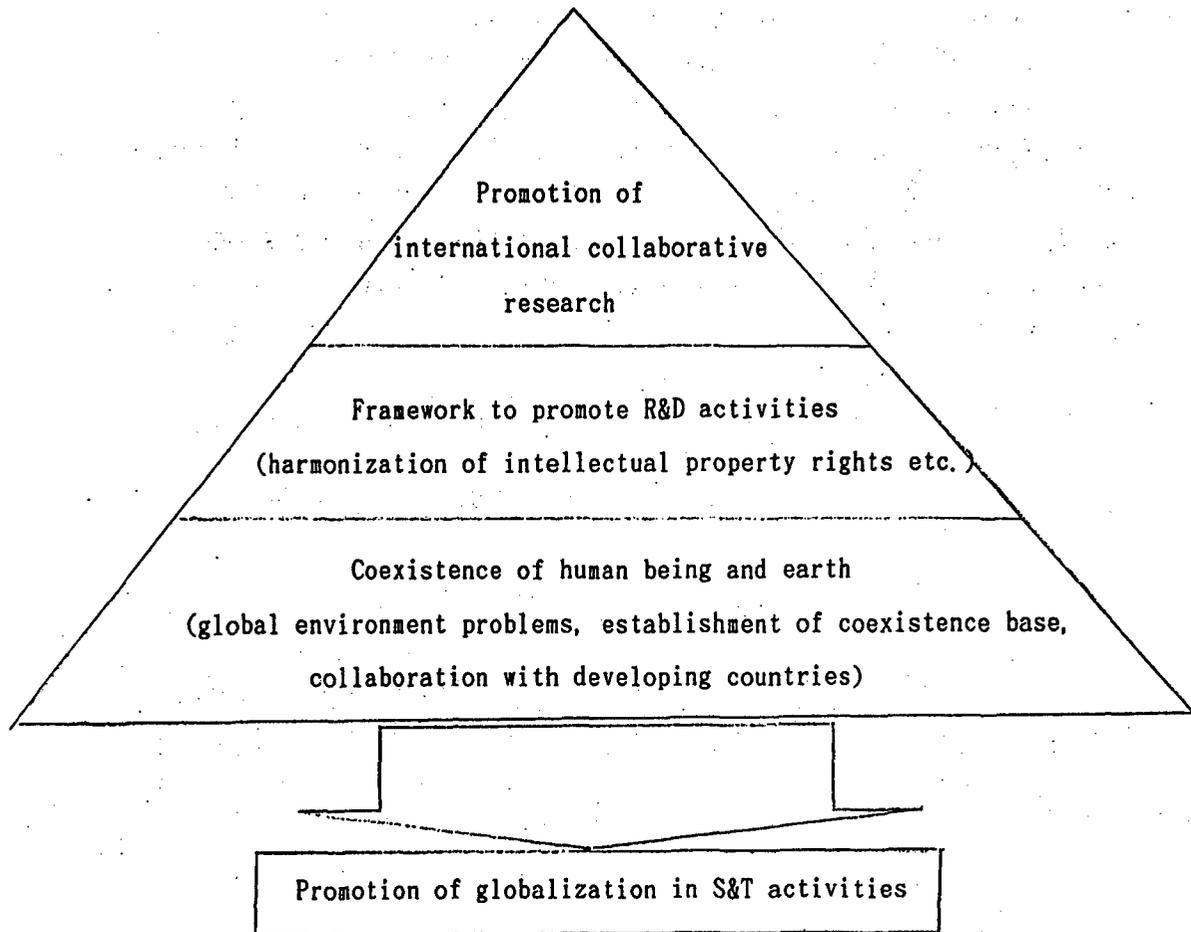 Promotion of
international collaborative
research
Framework to promote R&D activities
(harmonization of intellectual property rights etc.)
Coexistence of human being and earth
(global environment problems, establishment of coexistence base,
collaboration with developing countries)
Promotion of globalization in S&T activities